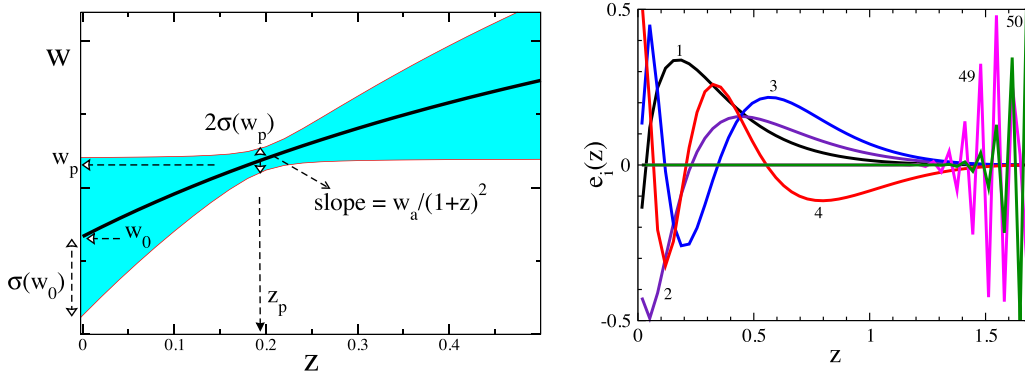 w
2σ(w_p)
w_p
slope = w_a/(1+z)^2
w_0
σ(w_0)
z_p
0 0.1 0.2 0.3 0.4
z
0.5
0
-0.5
e_i(z)
1
2
3
4
49
50
0 0.5 1 1.5
z